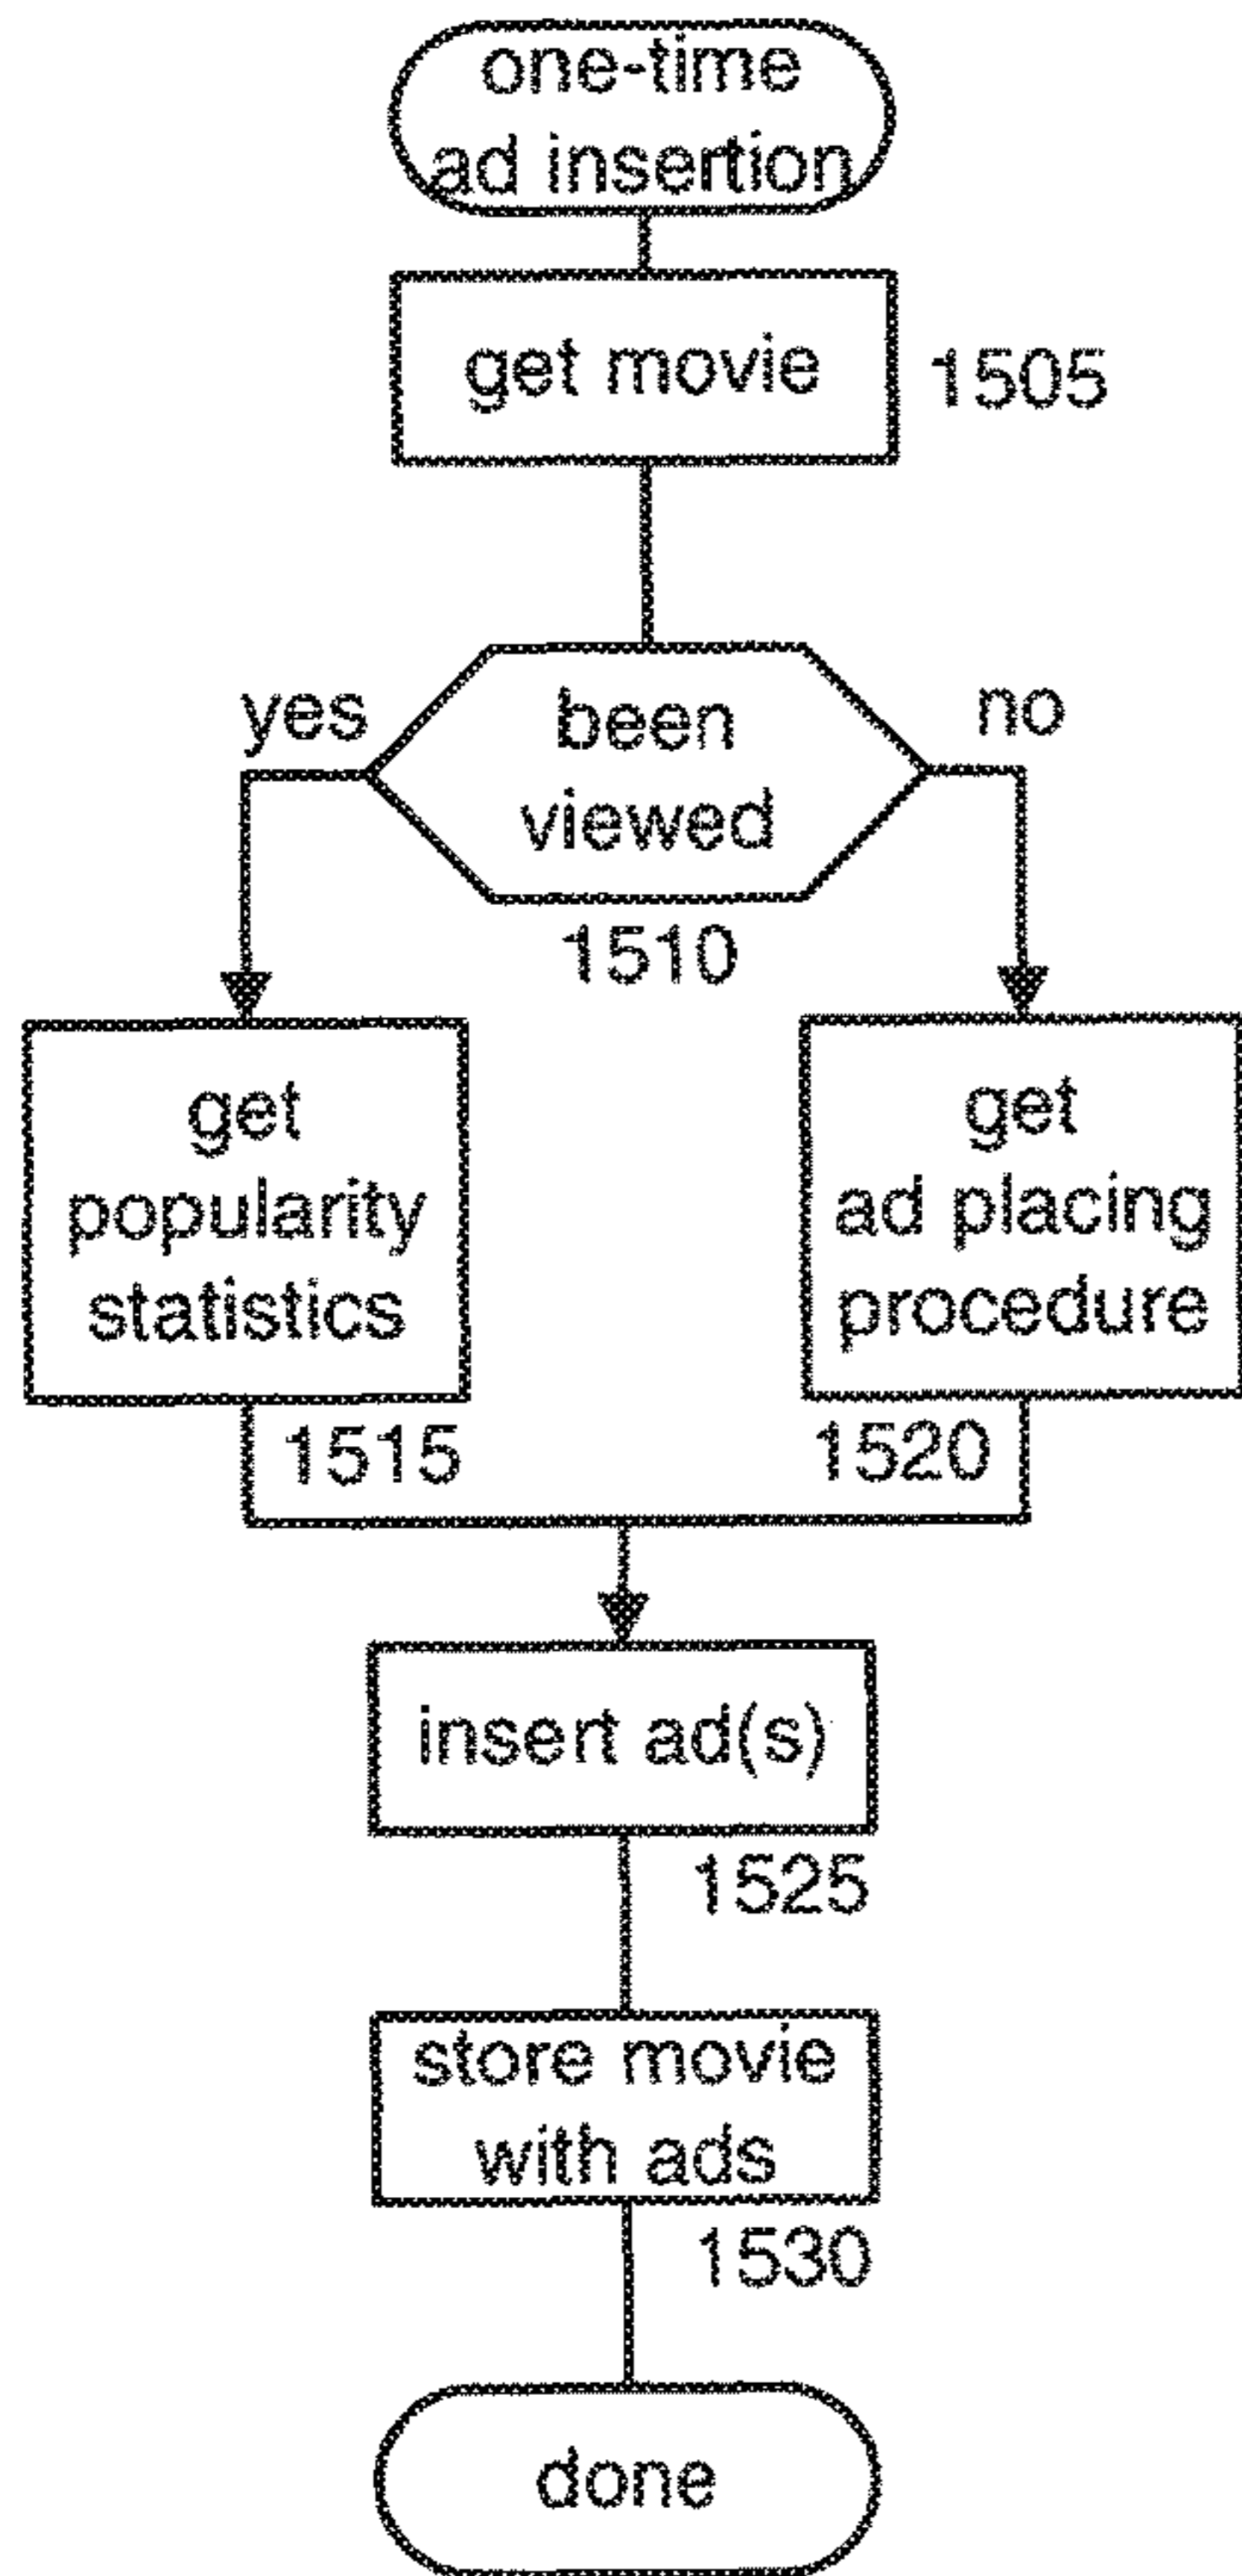 one-time
ad insertion
get movie
1505
yes
been
viewed
no
1510
get
popularity
statistics
1515
get
ad placing
procedure
1520
insert ad(s)
1525
store movie
with ads
1530
done